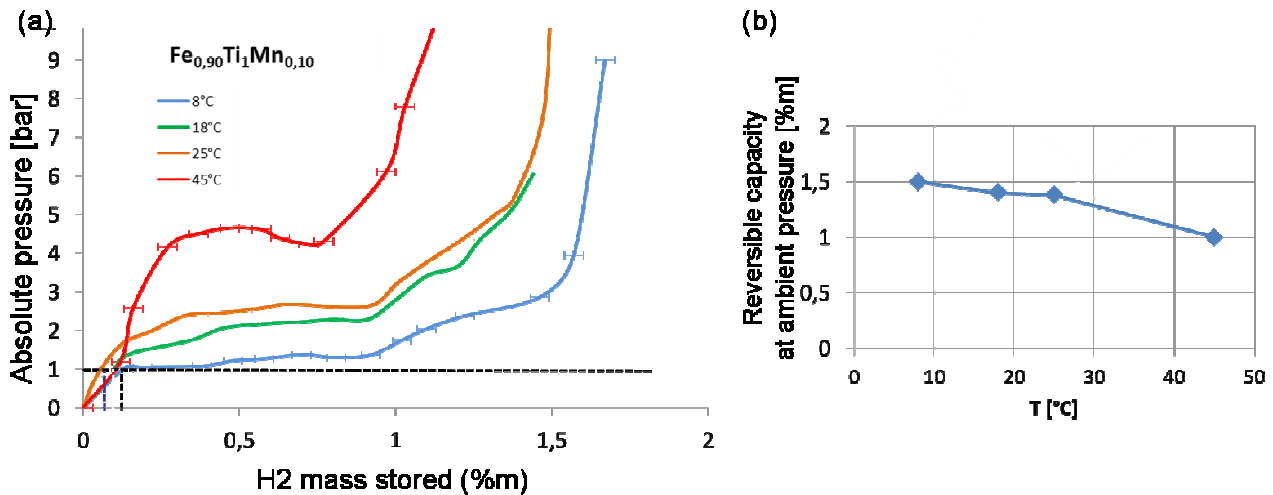 (a)
Fe0,90Ti1Mn0,10
8°C
18°C
25°C
45°C
Absolute pressure [bar]
9
8
7
6
5
4
3
2
1
0
0 0,5 1 1,5 2
H2 mass stored (%m)
(b)
Reversible capacity
at ambient pressure [%m]
2
1,5
1
0,5
0
0 10 20 30 40 50
T [°C]